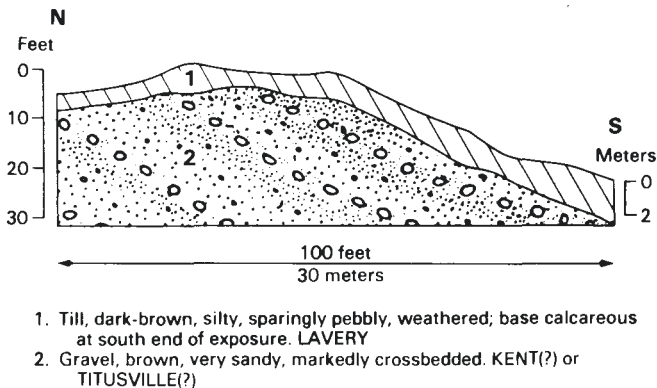 N
Feet
0
10
20
30
1
2
S
Meters
0
2
100 feet
30 meters
1. Till, dark-brown, silty, sparingly pebbly, weathered; base calcareous
at south end of exposure. LAVERY
2. Gravel, brown, very sandy, markedly crossbedded. KENT(?) or
TITUSVILLE(?)